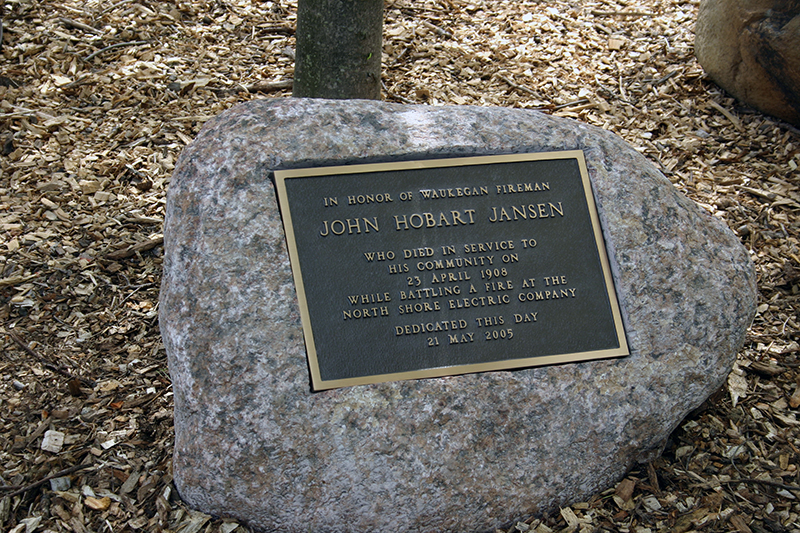 IN HONOR OF WAUKEGAN FIREMAN
JOHN HOBART JANSEN
WHO DIED IN SERVICE TO
HIS COMMUNITY ON
23 APRIL 1908
WHILE BATTLING A FIRE AT THE
NORTH SHORE ELECTRIC COMPANY
DEDICATED THIS DAY
21 MAY 2005